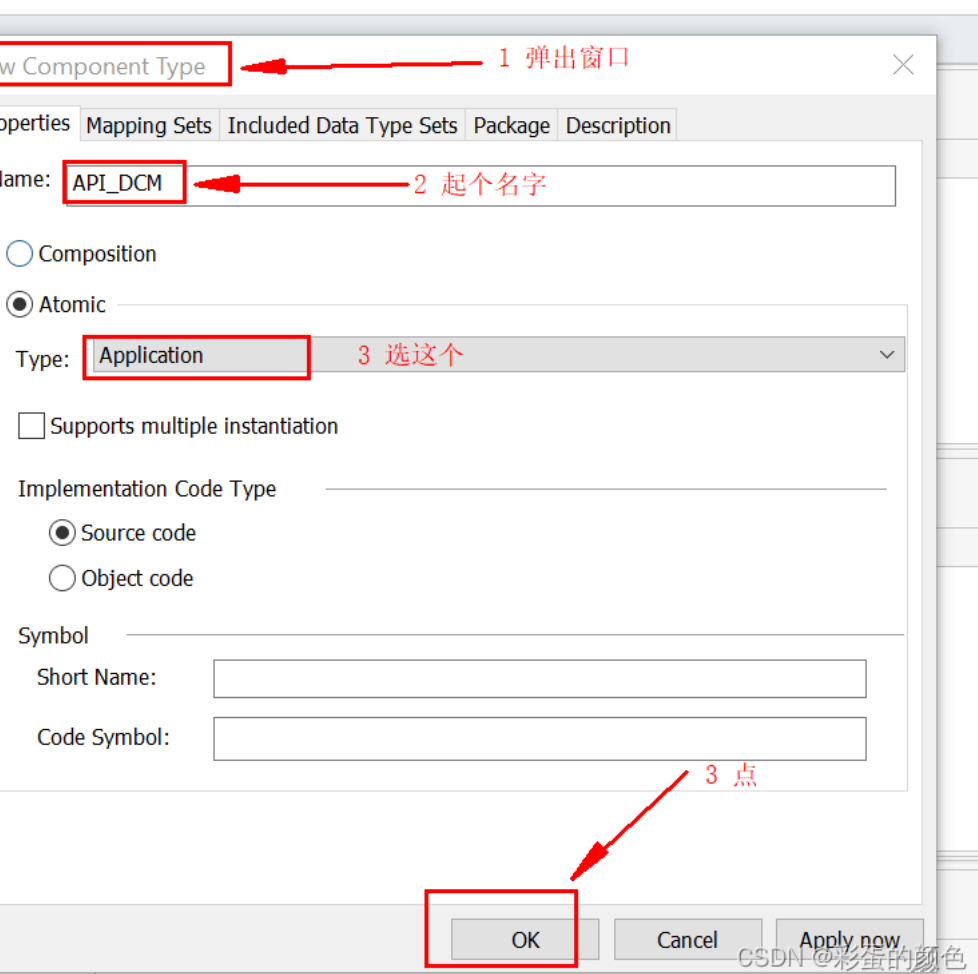 w Component Type
1 弹出窗口
operties Mapping Sets Included Data Type Sets Package Description
lame: API_DCM 2 起个名字
Composition
Atomic
Type: Application 3 选这个
Supports multiple instantiation
Implementation Code Type
Source code
Object code
Symbol
Short Name:
Code Symbol:
3 点
OK Cancel Apply now
CSDN @彩蛋的颜色